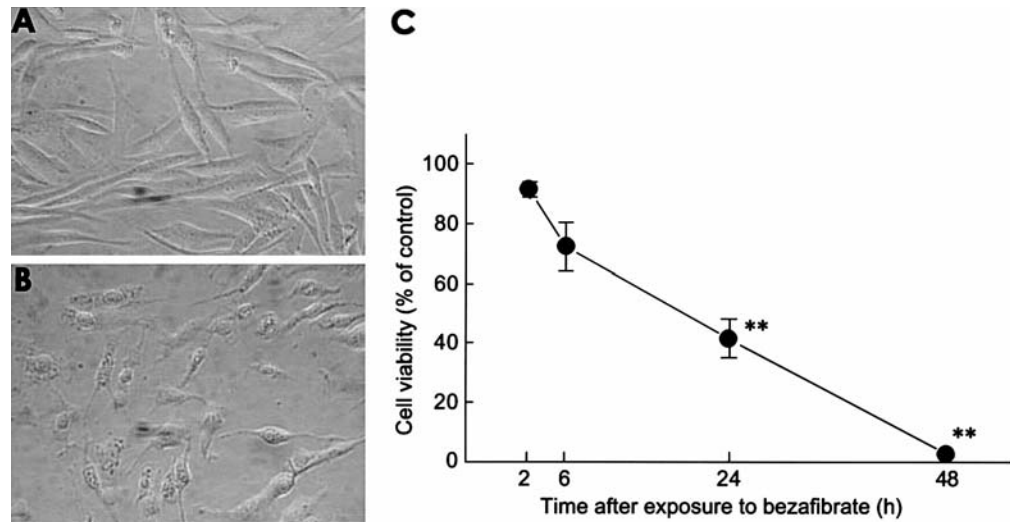 A
B
C
Cell viability (% of control)
100
80
60
40
20
0
**
**
2 6 24 48
Time after exposure to bezafibrate (h)